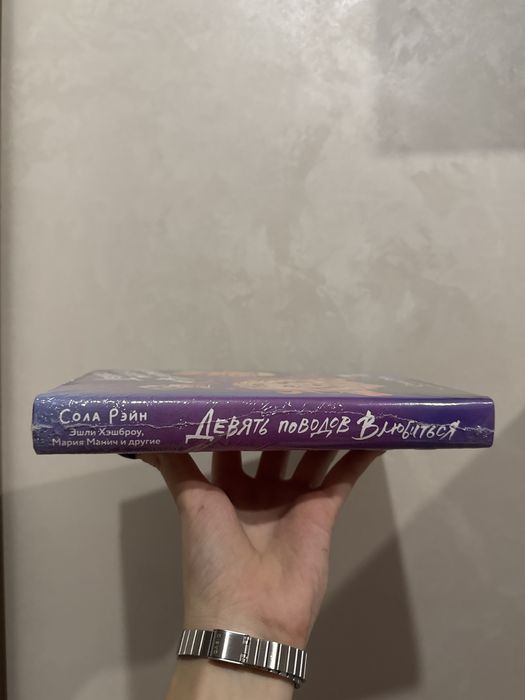 Сола Рэйн
Эшли Хэшброу,
Мария Манич и другие
Девять поводов Влюбиться